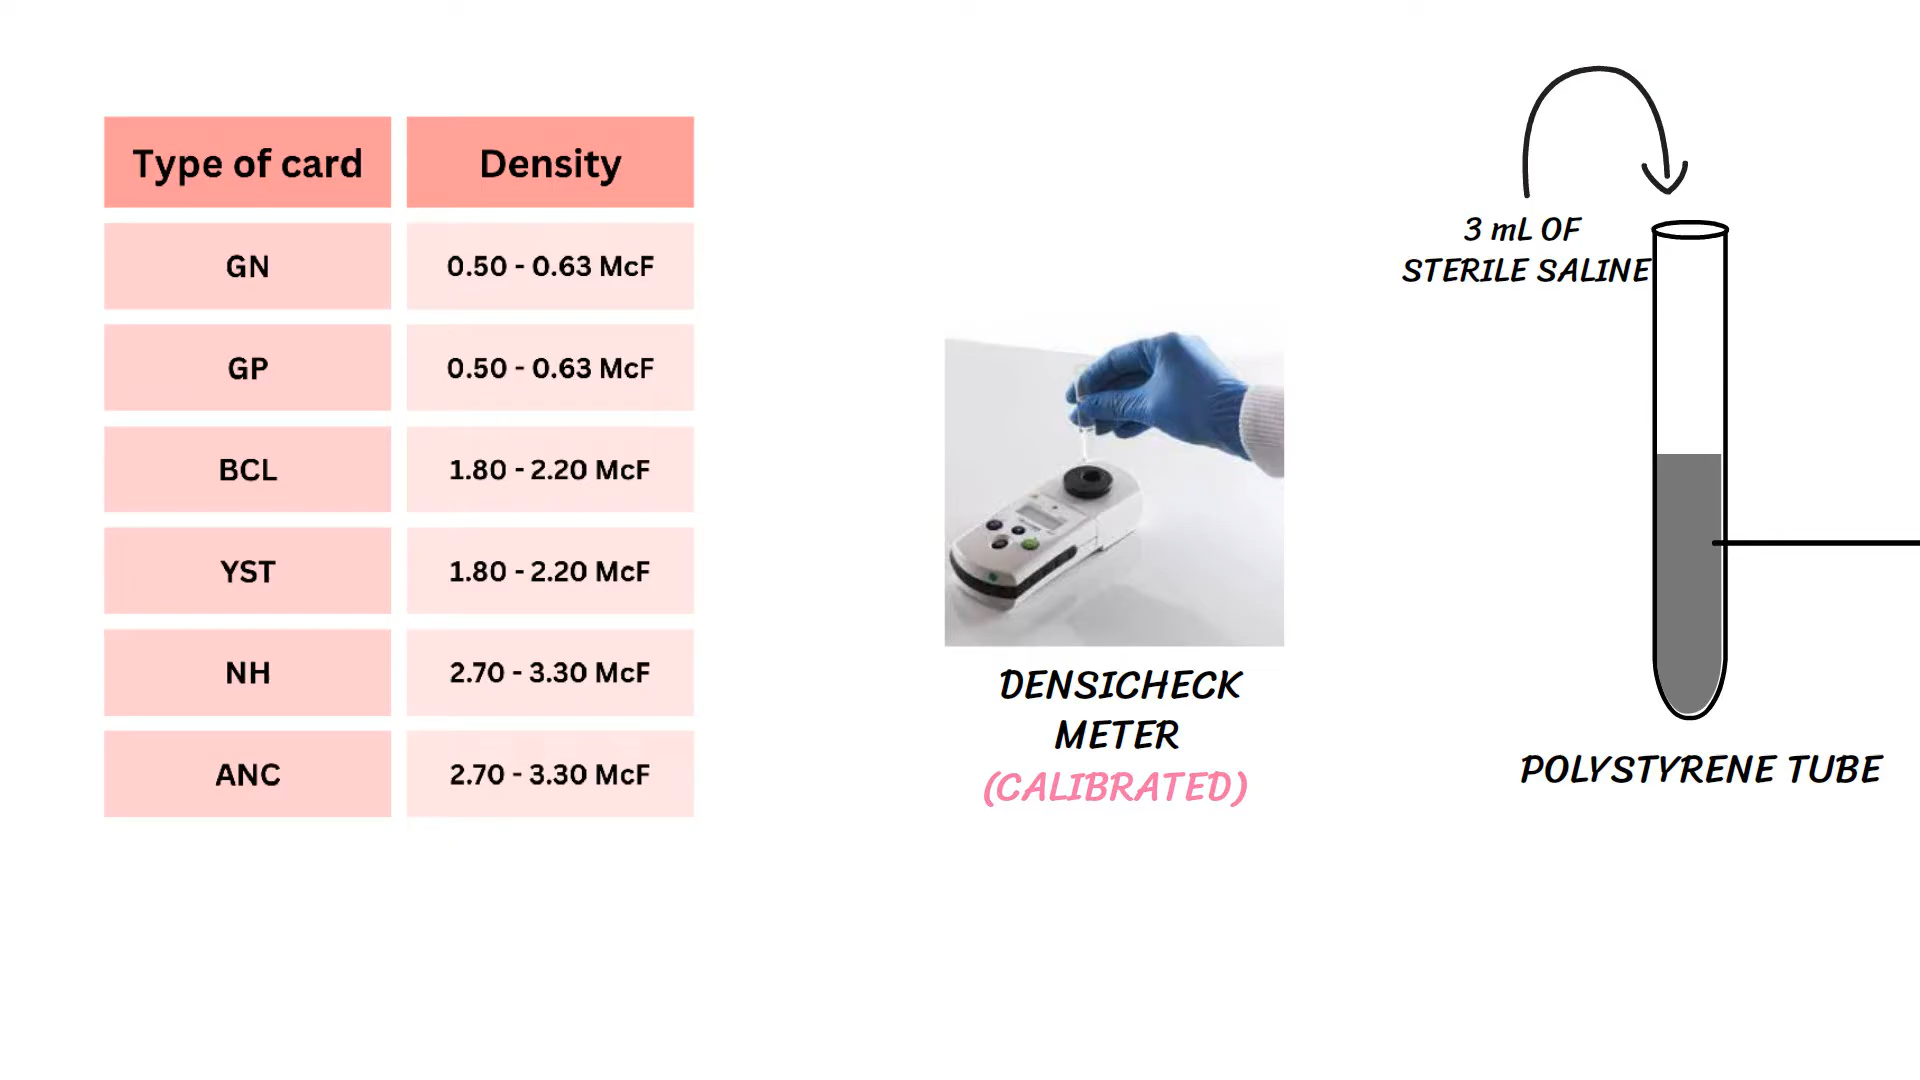 Type of card Density
GN 0.50 - 0.63 McF
GP 0.50 - 0.63 McF
BCL 1.80 - 2.20 McF
YST 1.80 - 2.20 McF
NH 2.70 - 3.30 McF
ANC 2.70 - 3.30 McF
DENSICHECK
METER
(CALIBRATED)
3 mL OF
STERILE SALINE
POLYSTYRENE TUBE